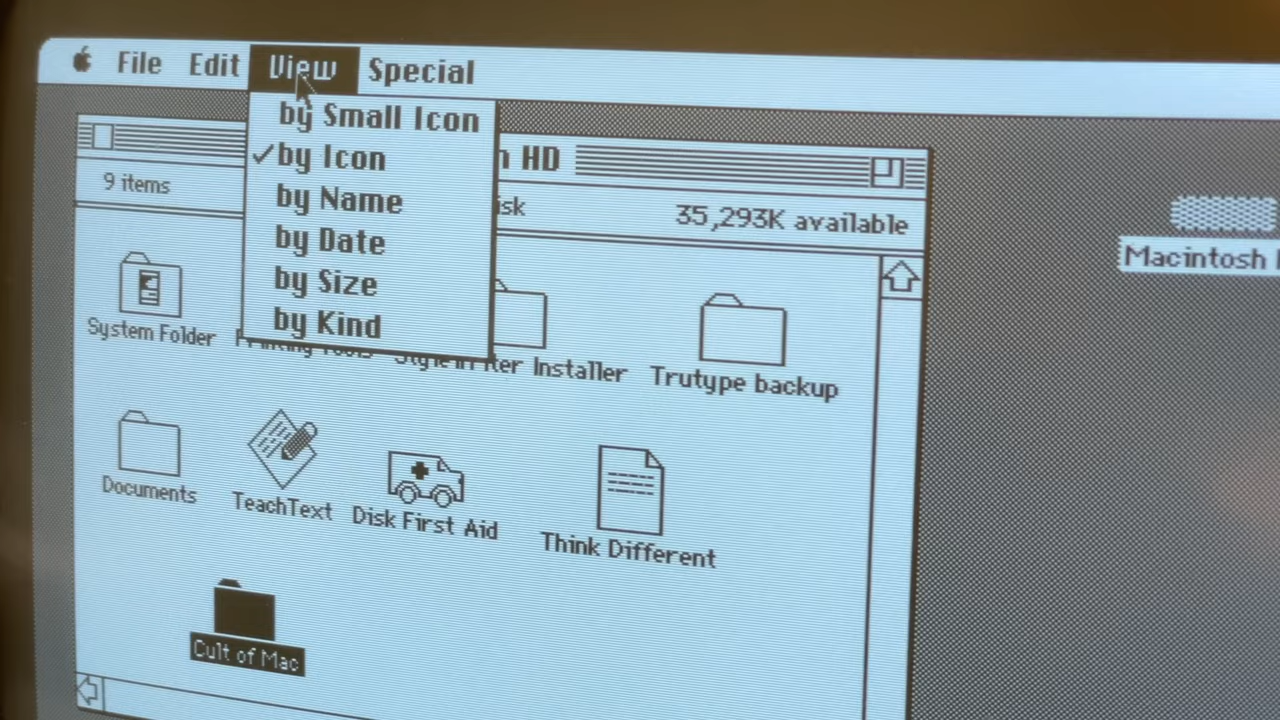 File Edit View Special
by Small Icon
by Icon
by Name
by Date
by Size
by Kind
HD
9 items
35,293K available
Macintosh
System Folder
Installer
Trutype backup
Documents
TeachText
Disk First Aid
Think Different
Cult of Mac